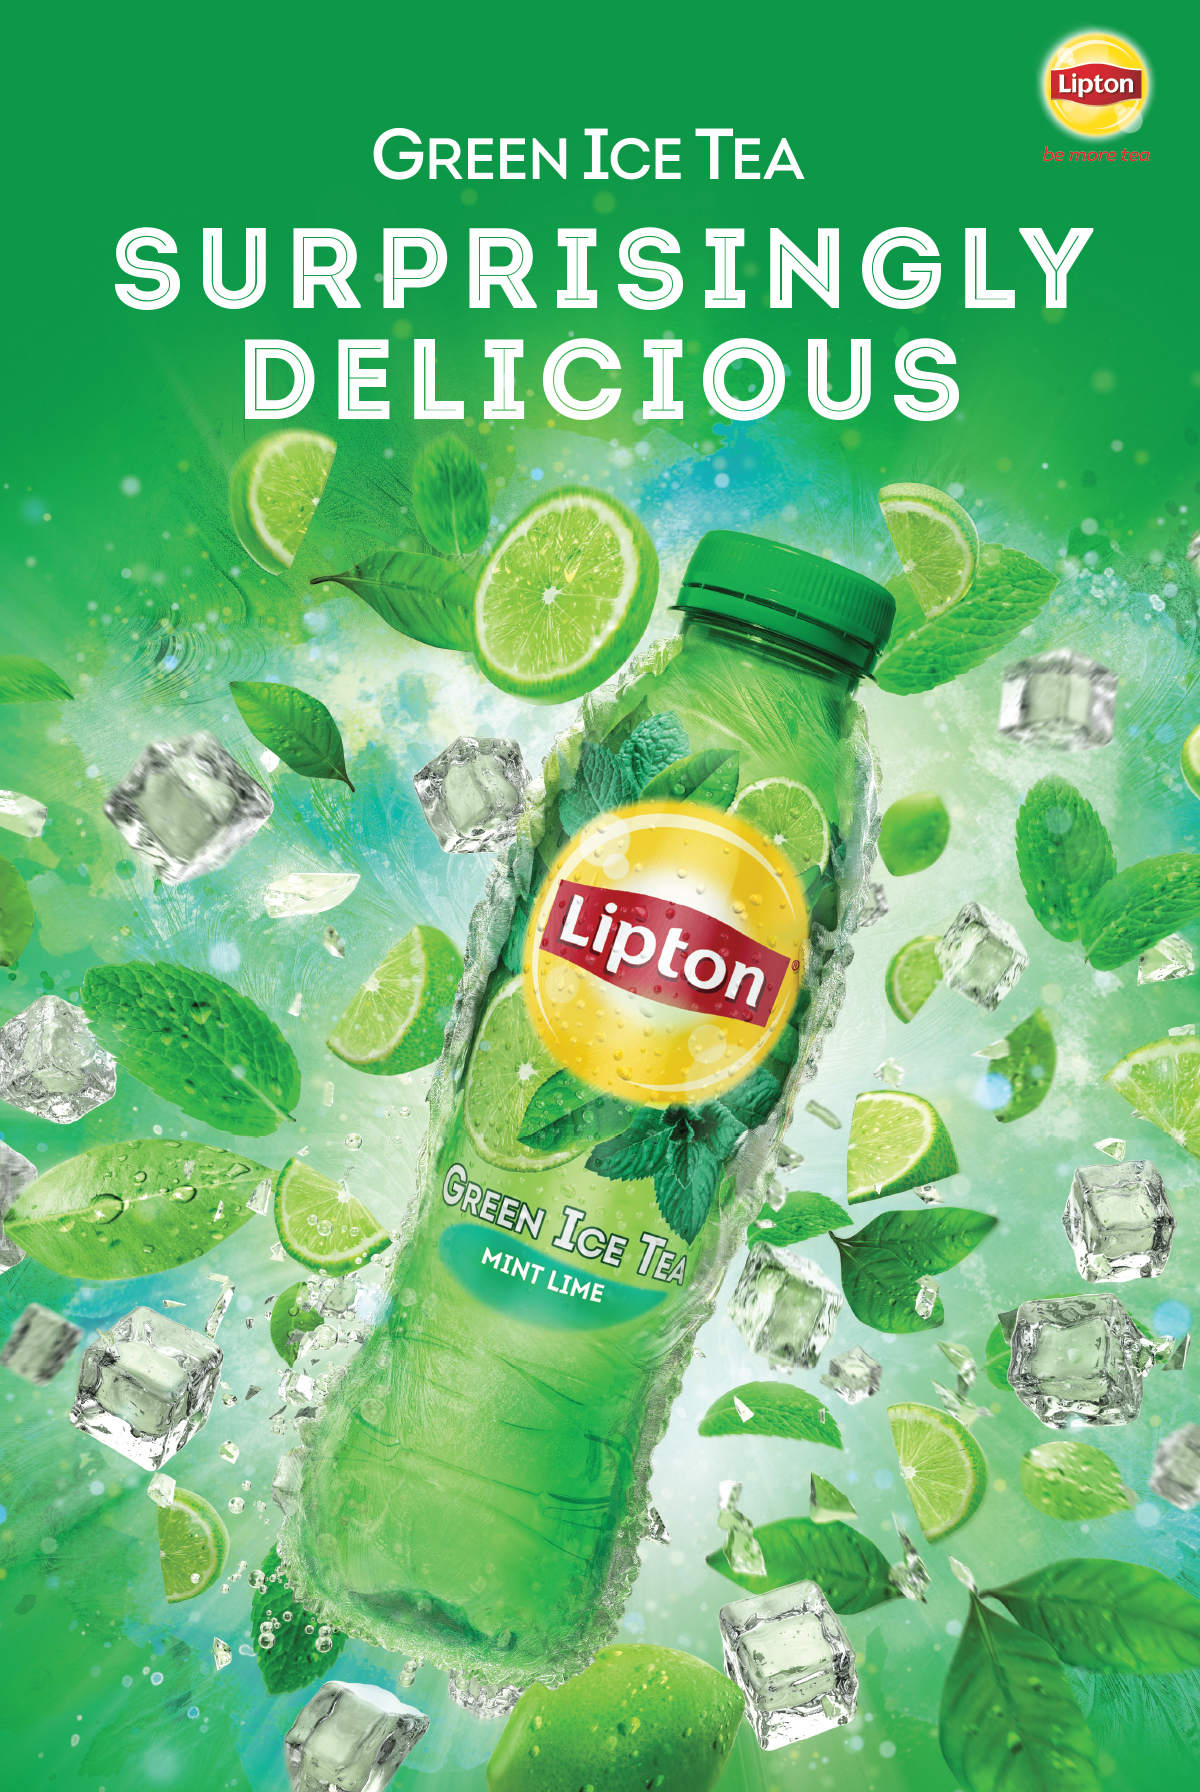 Lipton
be more tea
GREEN ICE TEA
SURPRISINGLY
DELICIOUS
Lipton®
GREEN ICE TEA
MINT LIME